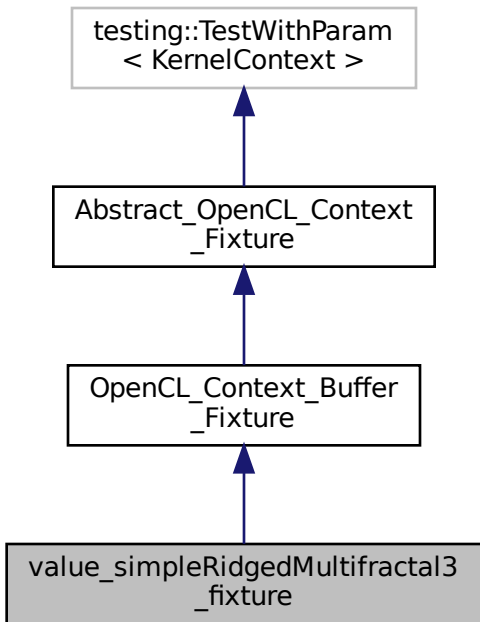 testing::TestWithParam
< KernelContext >
Abstract_OpenCL_Context
_Fixture
OpenCL_Context_Buffer
_Fixture
value_simpleRidgedMultifractal3
_fixture